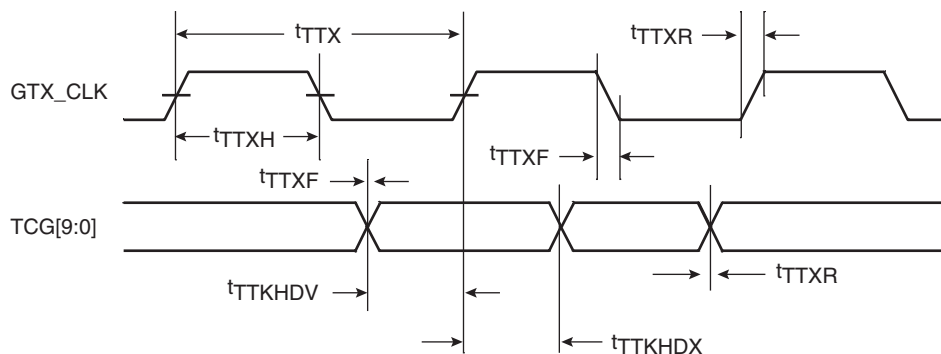 tTTX
tTTXR
GTX_CLK
tTTXH
tTTXF
tTTXF
TCG[9:0]
tTTXR
tTTKHDV
tTTKHDX